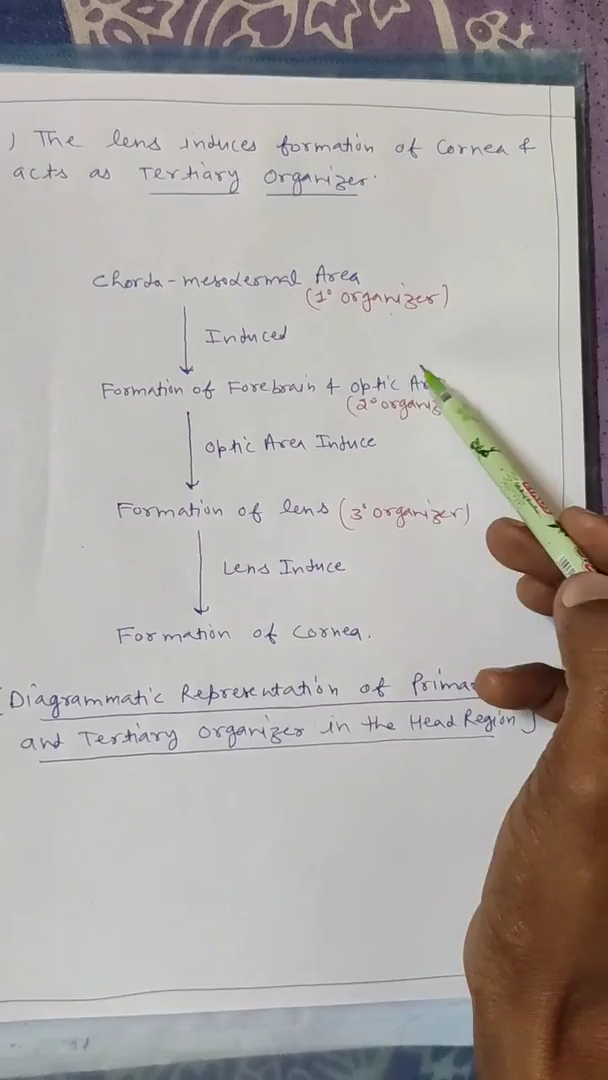 ) The lens induces formation of Cornea &
acts as Tertiary Organizer.
Chorda-mesodermal Area
(1° organizer)
Induced
Formation of Forebrain & Optic
(2°
Optic Area Induce
Formation of lens (3° organizer)
Lens Induce
Formation of Cornea.
[Diagrammatic Representation of
and Tertiary Organizer in the Head Region]